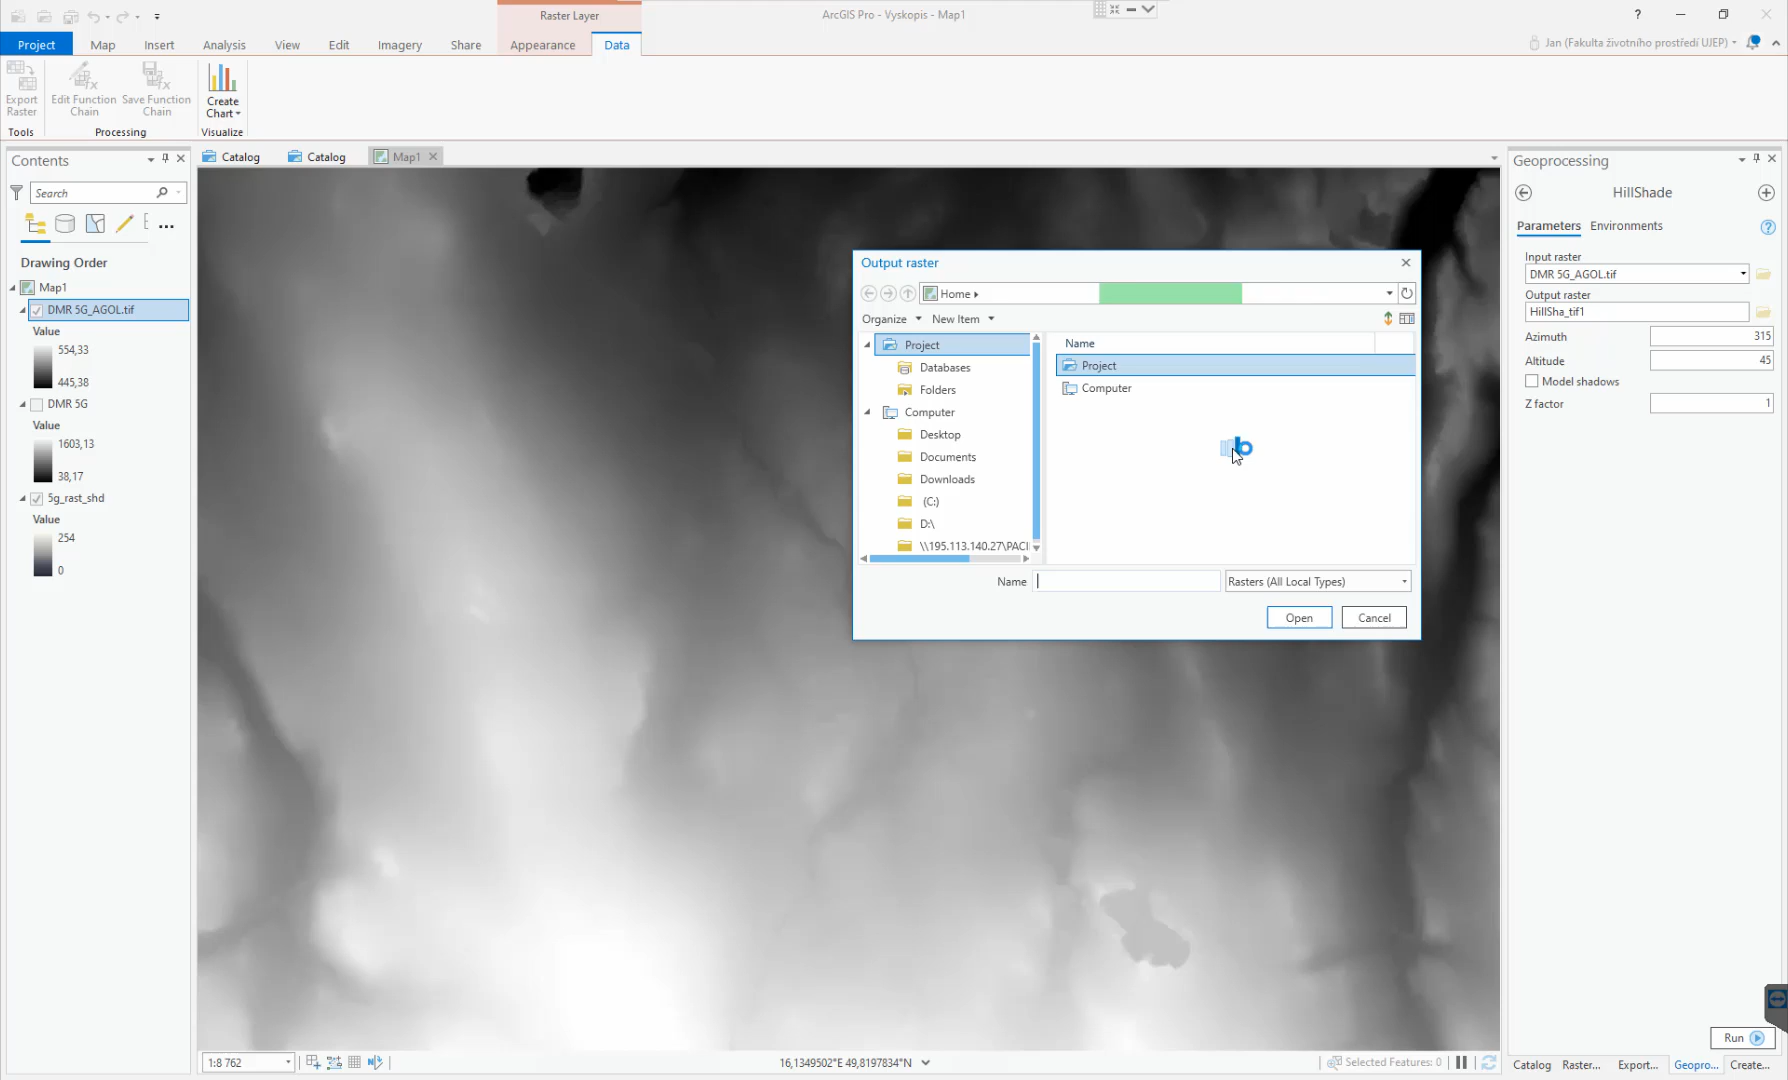 Raster Layer
ArcGIS Pro - Vyskopis - Map1
?
Project
Map
Insert
Analysis
View
Edit
Imagery
Share
Appearance
Data
Jan (Fakulta životního prostředí UJEP)
Export
Raster
Edit Function
Chain
Save Function
Chain
Create
Chart
Tools
Processing
Visualize
Contents
Search
Drawing Order
Map1
DMR 5G_AGOL.tif
Value
554,33
445,38
DMR 5G
Value
1603,13
38,17
5g_rast_shd
Value
254
0
Catalog
Catalog
Map1
Output raster
Home
Organize
New Item
Project
Databases
Folders
Computer
Desktop
Documents
Downloads
(C:)
D:\
\\195.113.140.27\PACI
Name
Project
Computer
Name
Rasters (All Local Types)
Open
Cancel
Geoprocessing
HillShade
Parameters
Environments
?
Input raster
DMR 5G_AGOL.tif
Output raster
HillSha_tif1
Azimuth
315
Altitude
45
Model shadows
Z factor
1
Run
1:8 762
16,1349502°E 49,8197834°N
Selected Features: 0
Catalog
Raster...
Export...
Geopro...
Create...